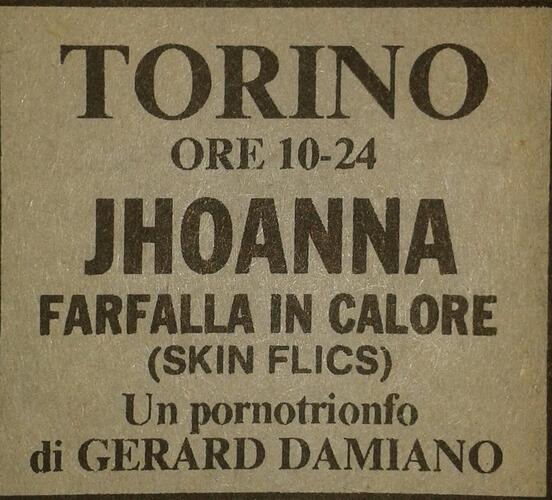 TORINO
ORE 10-24
JHOANNA
FARFALLA IN CALORE
(SKIN FLICS)
Un pornotrionfo
di GERARD DAMIANO